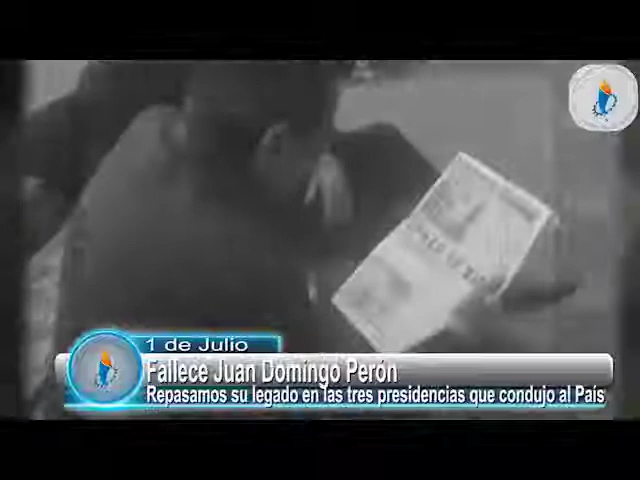 1 de Julio
Fallece Juan Domingo Perón
Repasamos su legado en las tres presidencias que condujo al País